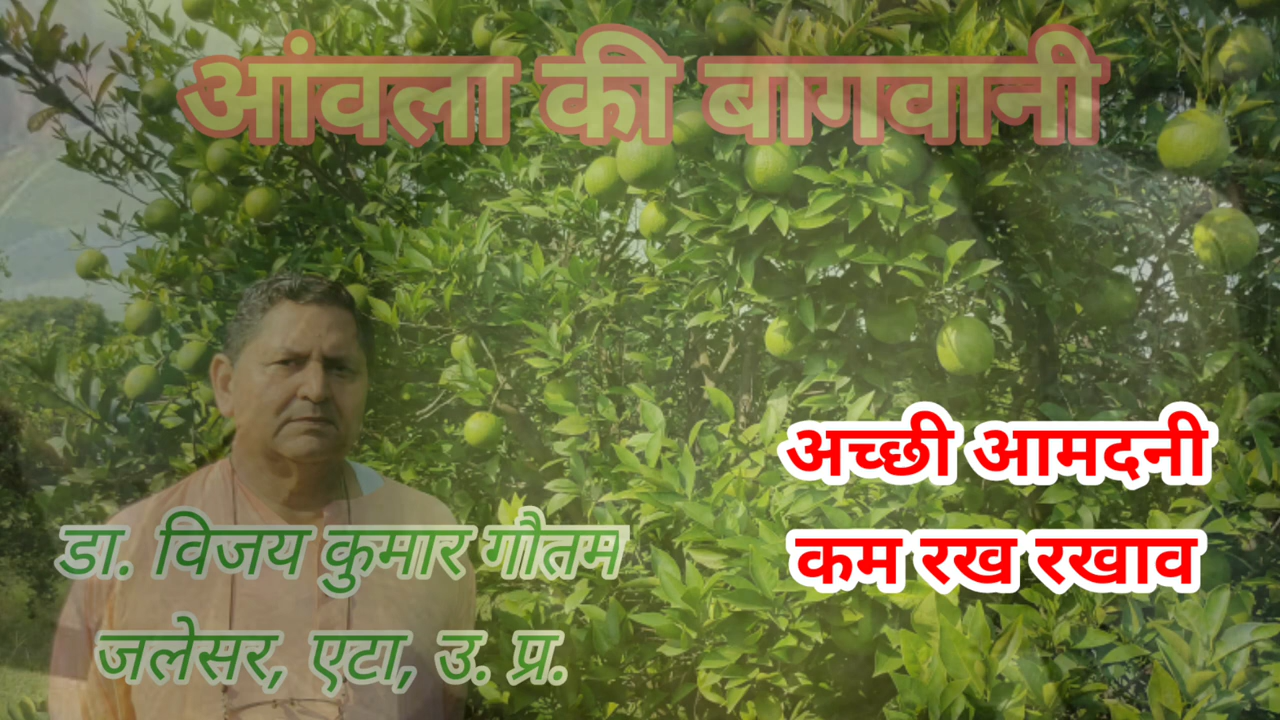 आंवला की बागवानी
अच्छी आमदनी
कम रख रखाव
डा. विजय कुमार गौतम
जलेसर, एटा, उ. प्र.